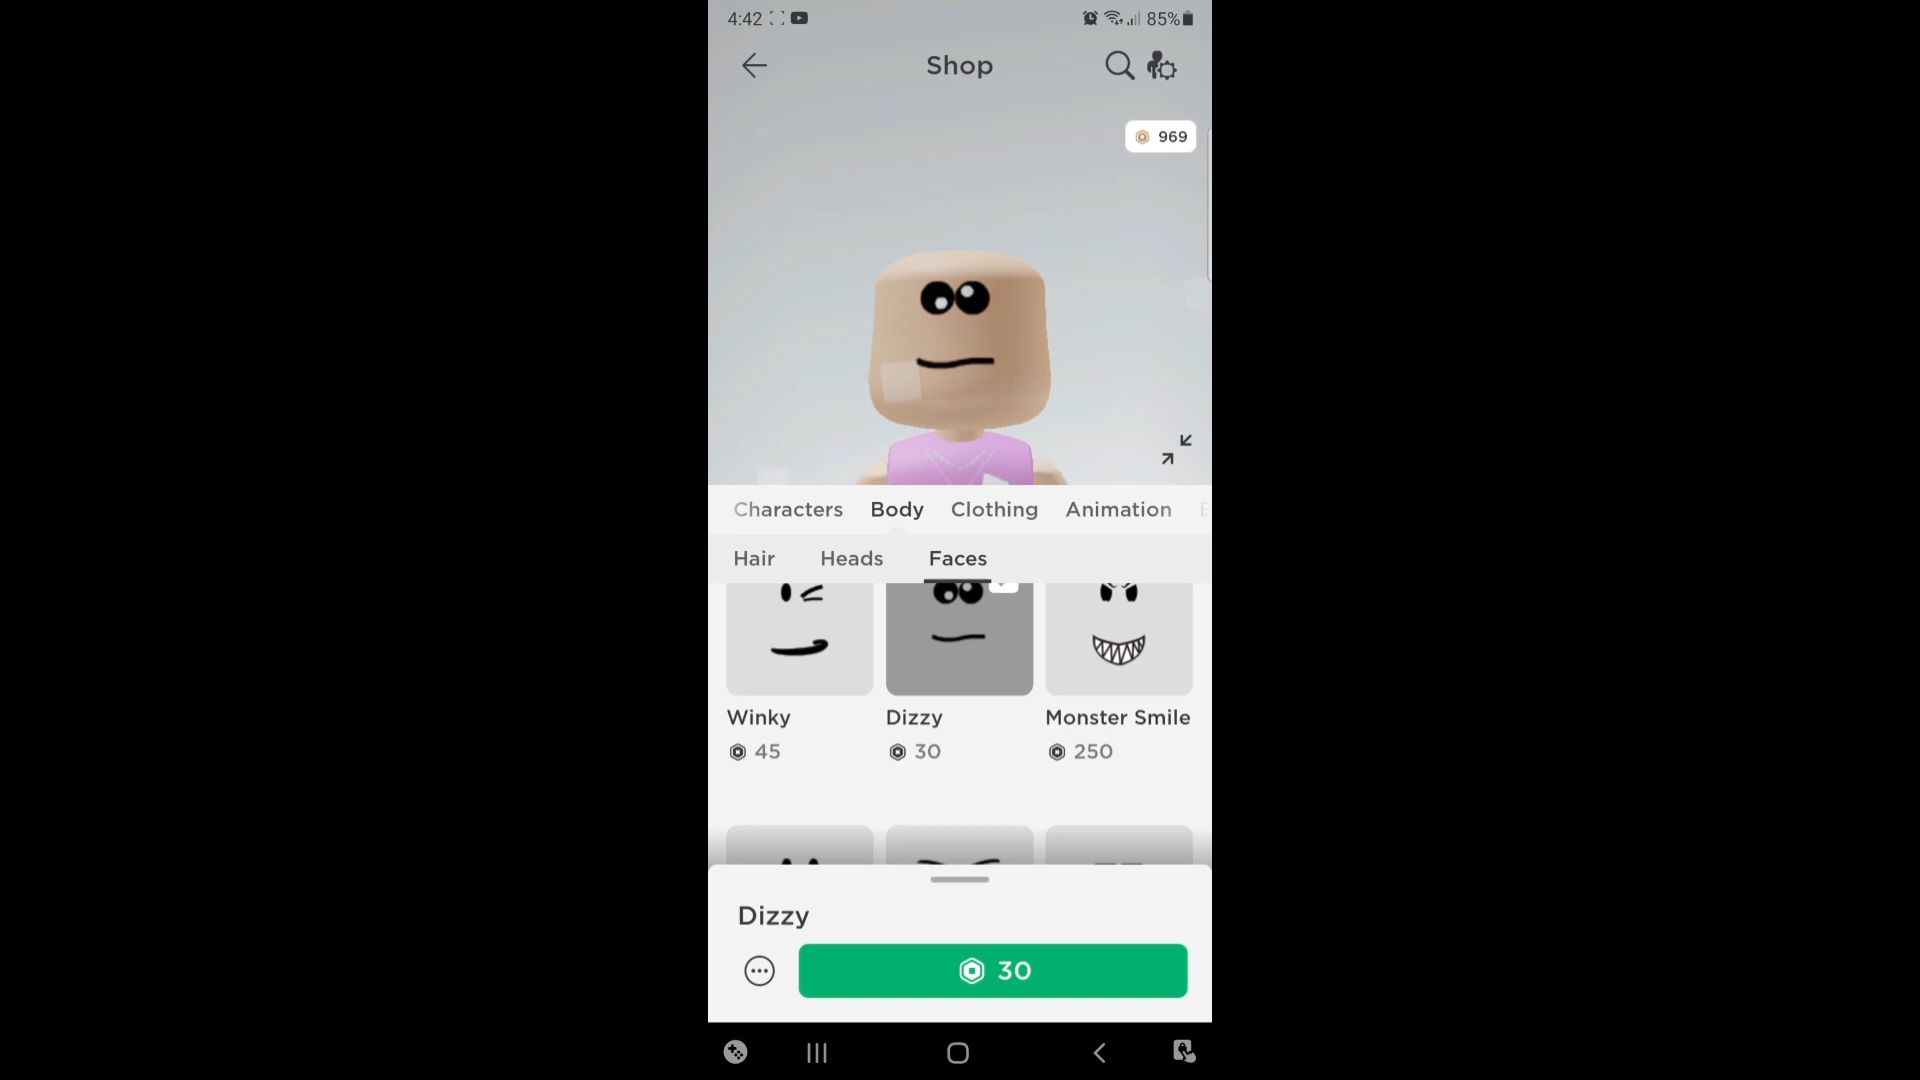 4:42 85%
Shop
969
Characters Body Clothing Animation
Hair Heads Faces
Winky Dizzy Monster Smile
45 30 250
Dizzy
30